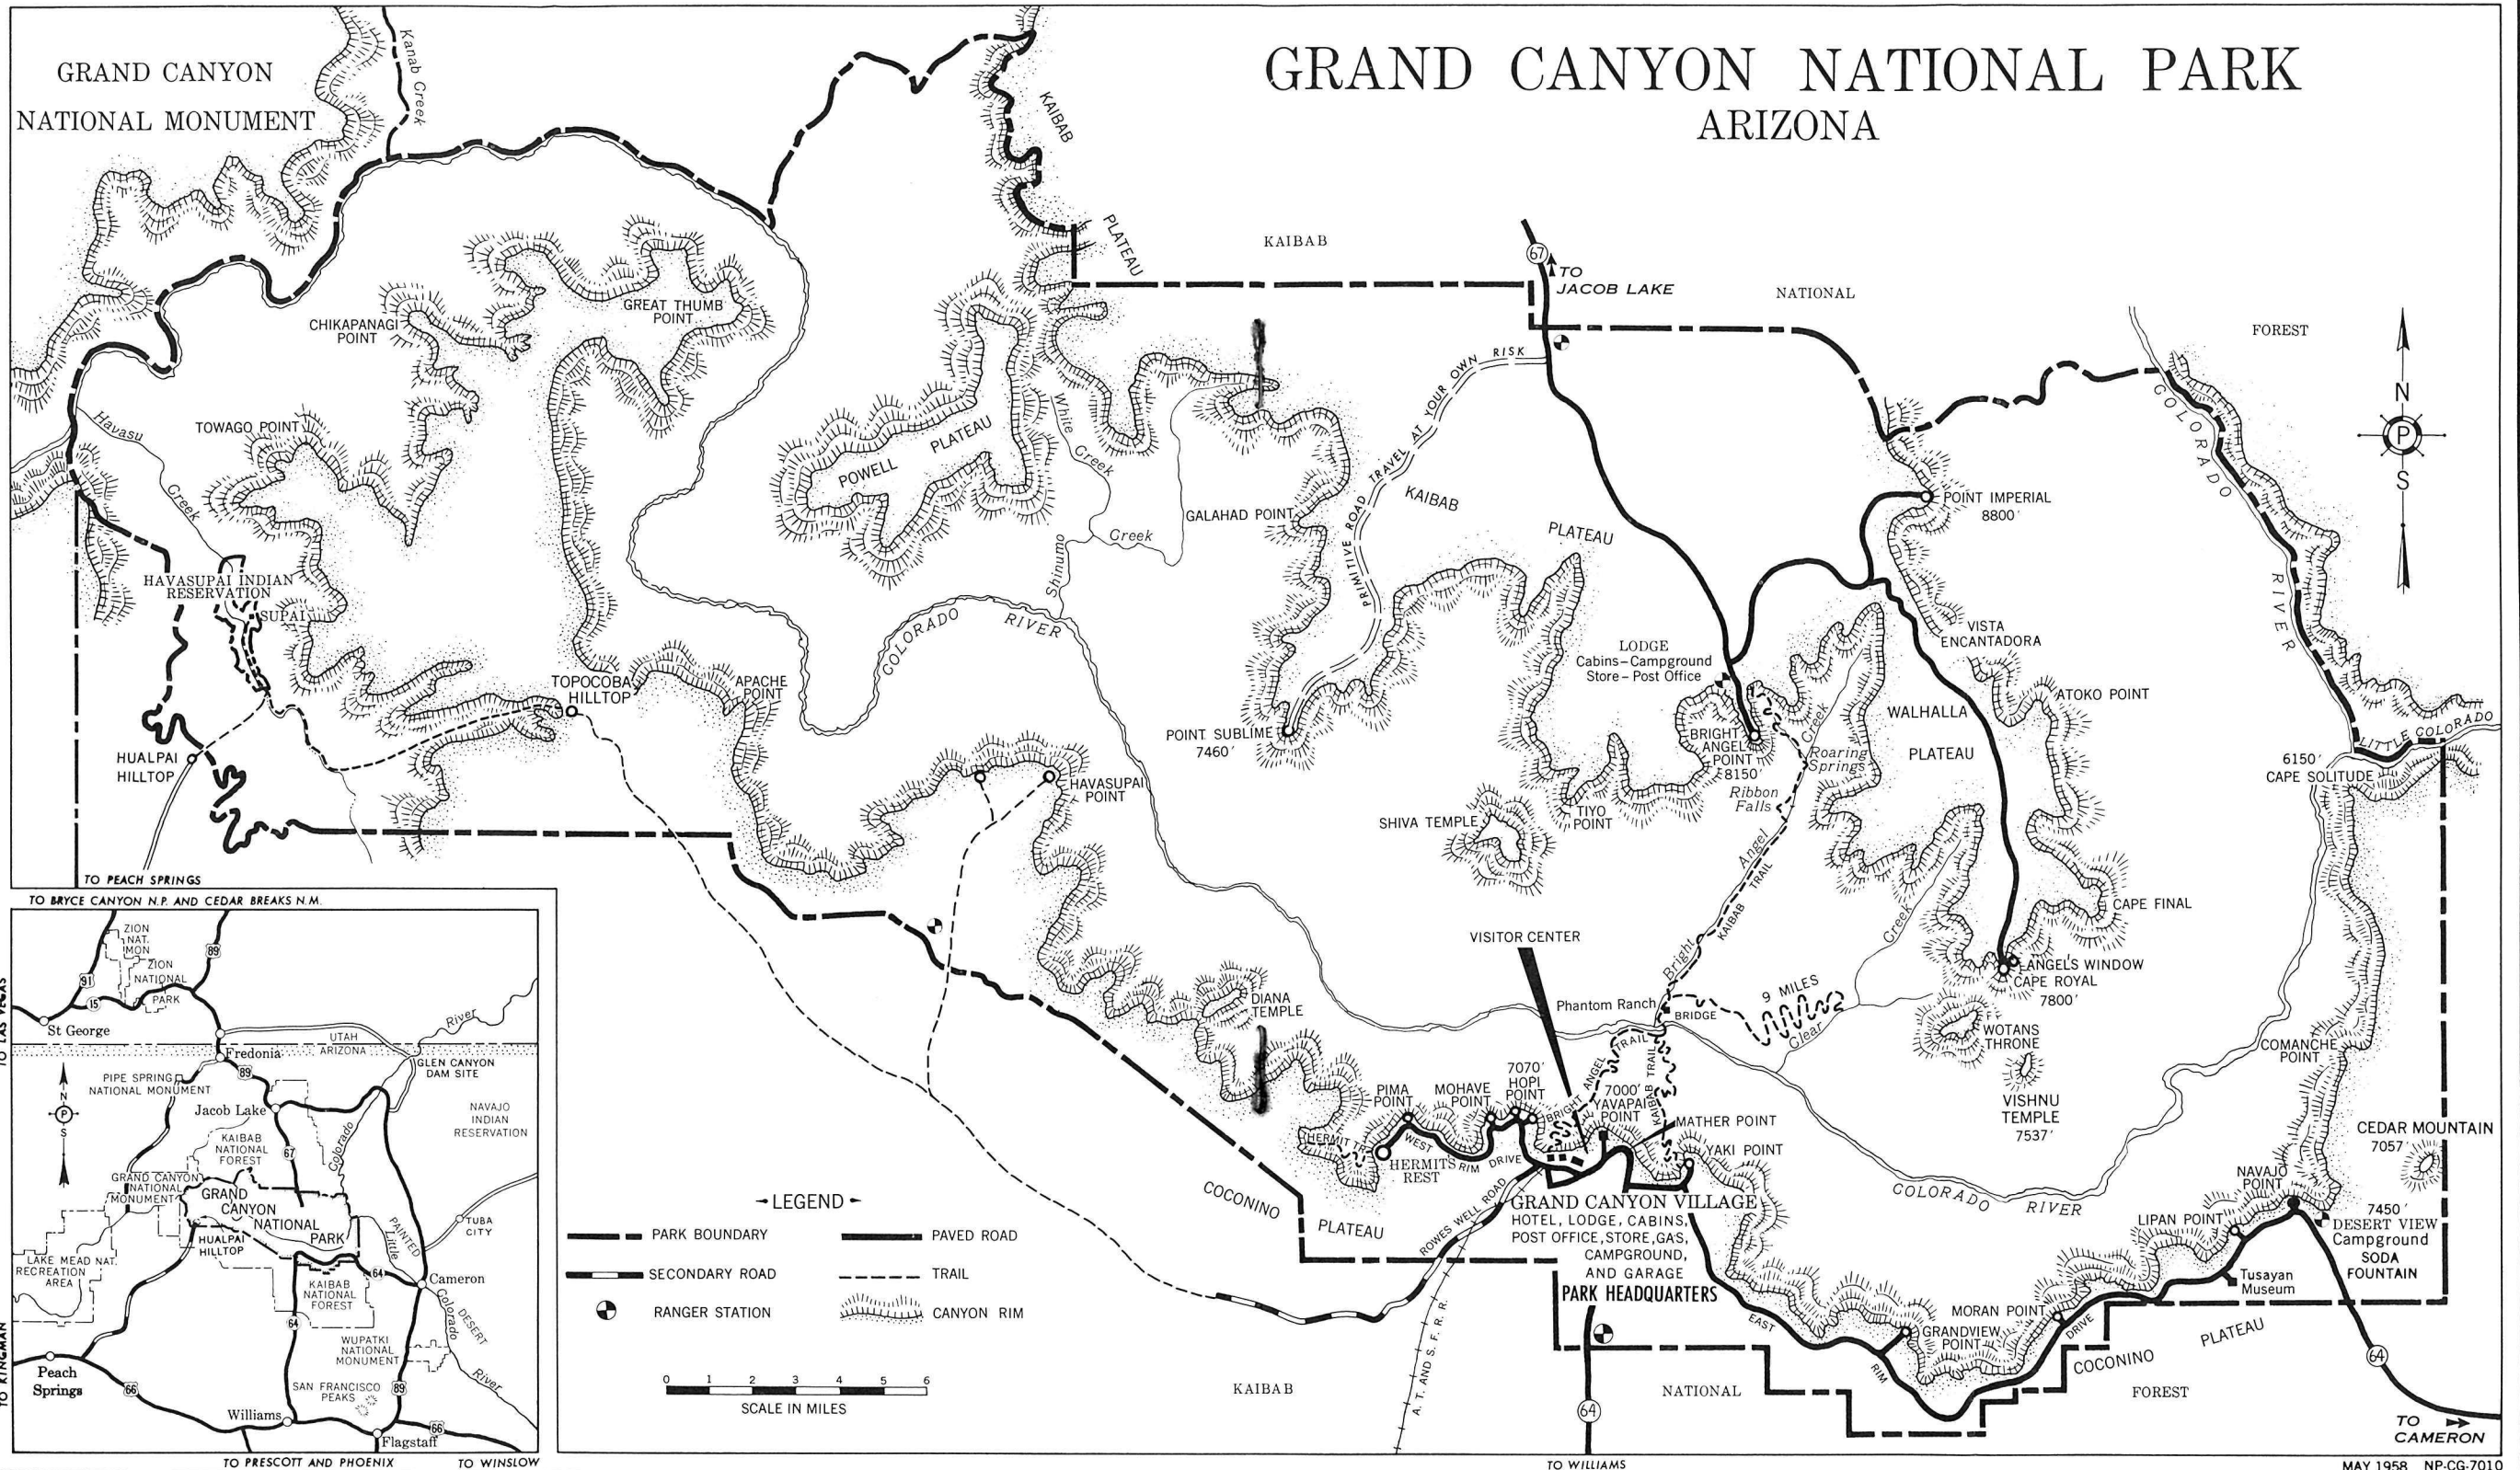 GRAND CANYON NATIONAL PARK
ARIZONA
GRAND CANYON
NATIONAL MONUMENT
Kanab Creek
KAIBAB
PLATEAU
KAIBAB
67
TO
JACOB LAKE
NATIONAL
FOREST
N
P
S
GREAT THUMB
POINT
CHIKAPANAGI
POINT
TOWAGO POINT
Havasu
Creek
POWELL
PLATEAU
White
Creek
PRIMITIVE ROAD TRAVEL AT YOUR OWN RISK
KAIBAB
PLATEAU
GALAHAD POINT
Shinumo
Creek
POINT IMPERIAL
8800'
COLORADO
RIVER
HAVASUPAI INDIAN
RESERVATION
SUPAI
COLORADO
RIVER
VISTA
ENCANTADORA
LODGE
Cabins-Campground
Store-Post Office
TOPOCOBA
HILLTOP
APACHE
POINT
ATOKO POINT
WALHALLA
PLATEAU
HUALPAI
HILLTOP
POINT SUBLIME
7460'
BRIGHT
ANGEL
POINT
8150'
Creek
Roaring
Springs
Ribbon
Falls
LITTLE COLORADO
6150'
CAPE SOLITUDE
HAVASUPAI
POINT
SHIVA TEMPLE
TIYO
POINT
Angel
KAIBAB TRAIL
Bright
TO PEACH SPRINGS
CAPE FINAL
Creek
VISITOR CENTER
ANGELS WINDOW
CAPE ROYAL
7800'
DIANA
TEMPLE
Phantom Ranch
BRIDGE
9 MILES
Clear
WOTANS
THRONE
COMANCHE
POINT
VISHNU
TEMPLE
7537'
PIMA
POINT
MOHAVE
POINT
7070'
HOPI
POINT
BRIGHT ANGEL TRAIL
7000'
YAVAPAI
POINT
KAIBAB TRAIL
MATHER POINT
YAKI POINT
CEDAR MOUNTAIN
7057'
HERMIT TR.
HERMITS
REST
WEST RIM DRIVE
NAVAJO
POINT
COLORADO RIVER
LIPAN POINT
7450'
DESERT VIEW
Campground
SODA
FOUNTAIN
COCONINO
PLATEAU
ROWES WELL ROAD
GRAND CANYON VILLAGE
HOTEL, LODGE, CABINS,
POST OFFICE, STORE, GAS,
CAMPGROUND,
AND GARAGE
PARK HEADQUARTERS
Tusayan
Museum
MORAN POINT
GRANDVIEW
POINT
EAST
RIM
DRIVE
COCONINO
PLATEAU
A. T. AND S. F. R. R.
KAIBAB
NATIONAL
FOREST
64
64
TO
CAMERON
TO WILLIAMS
MAY 1958 NP-CG-7010
LEGEND
PARK BOUNDARY
PAVED ROAD
SECONDARY ROAD
TRAIL
RANGER STATION
CANYON RIM
0 1 2 3 4 5 6
SCALE IN MILES
TO BRYCE CANYON N.P. AND CEDAR BREAKS N.M.
TO LAS VEGAS
TO KINGMAN
ZION
NAT.
MON
ZION
NATIONAL
PARK
89
91
15
St George
River
UTAH
ARIZONA
Fredonia
GLEN CANYON
DAM SITE
PIPE SPRING
NATIONAL MONUMENT
89
N
P
S
Jacob Lake
NAVAJO
INDIAN
RESERVATION
KAIBAB
NATIONAL
FOREST
67
Colorado
GRAND CANYON
NATIONAL
MONUMENT
GRAND
CANYON
NATIONAL
PARK
PAINTED
DESERT
Little
Colorado
River
TUBA
CITY
HUALPAI
HILLTOP
LAKE MEAD NAT.
RECREATION
AREA
64
Cameron
KAIBAB
NATIONAL
FOREST
64
WUPATKI
NATIONAL
MONUMENT
Peach
Springs
66
SAN FRANCISCO
PEAKS
89
Williams
66
Flagstaff
TO PRESCOTT AND PHOENIX
TO WINSLOW